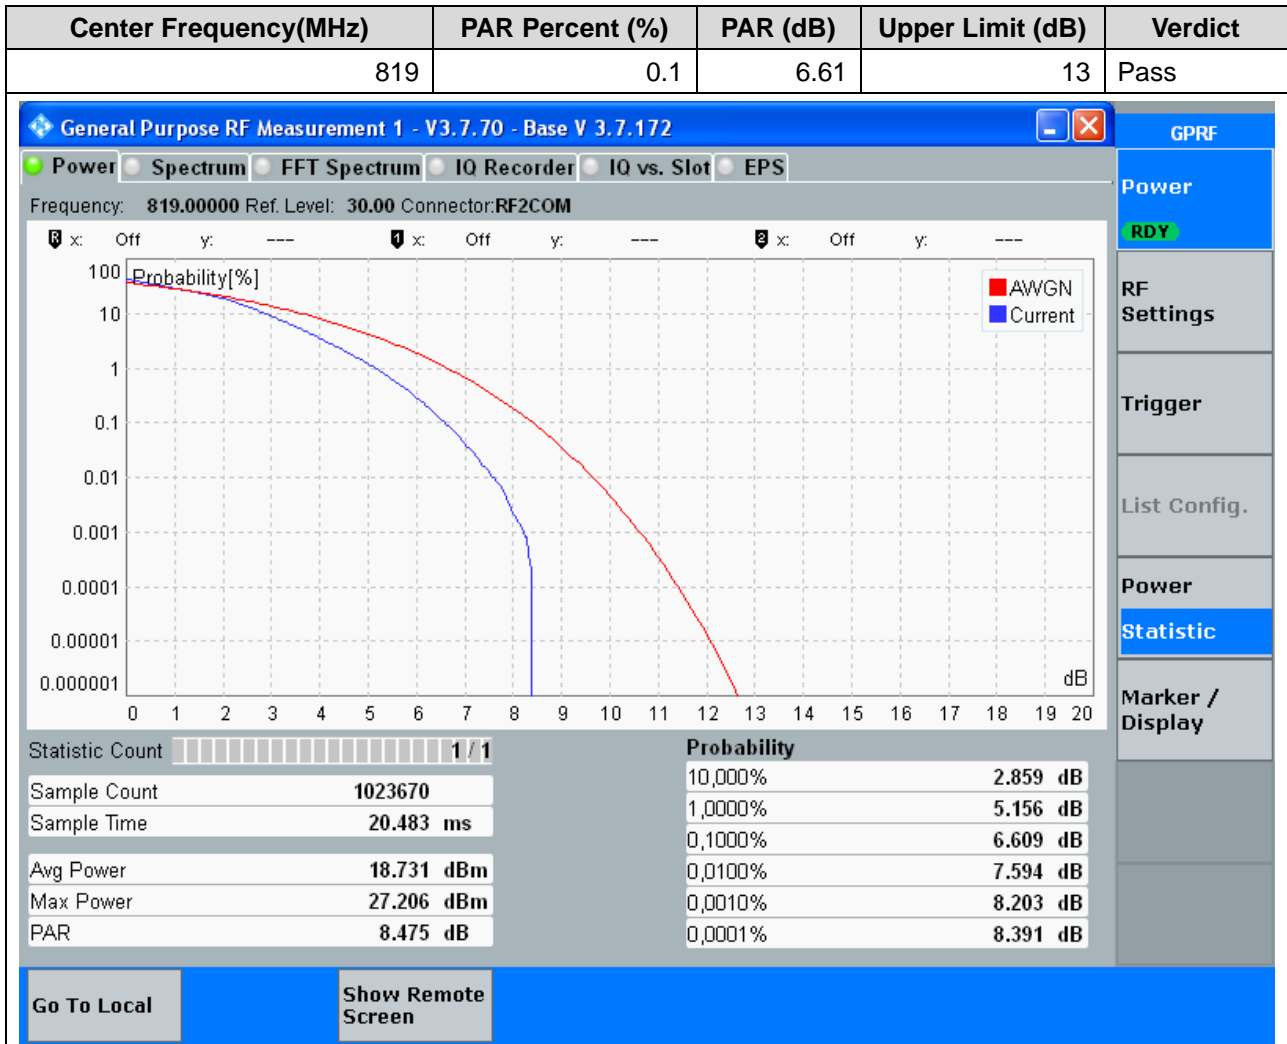 Center Frequency(MHz) PAR Percent (%) PAR (dB) Upper Limit (dB) Verdict
819 0.1 6.61 13 Pass
General Purpose RF Measurement 1 - V3.7.70 - Base V 3.7.172
GPRF
Power Spectrum FFT Spectrum IQ Recorder IQ vs. Slot EPS
Frequency: 819.00000 Ref. Level: 30.00 Connector:RF2COM
R x: Off y: --- 1 x: Off y: --- 2 x: Off y: ---
Probability[%]
AWGN
Current
100
10
1
0.1
0.01
0.001
0.0001
0.00001
0.000001
dB
0 1 2 3 4 5 6 7 8 9 10 11 12 13 14 15 16 17 18 19 20
Statistic Count 1 / 1
Sample Count 1023670
Sample Time 20.483 ms
Avg Power 18.731 dBm
Max Power 27.206 dBm
PAR 8.475 dB
Probability
10,000% 2.859 dB
1,0000% 5.156 dB
0,1000% 6.609 dB
0,0100% 7.594 dB
0,0010% 8.203 dB
0,0001% 8.391 dB
Power
RDY
RF
Settings
Trigger
List Config.
Power
Statistic
Marker /
Display
Go To Local
Show Remote
Screen